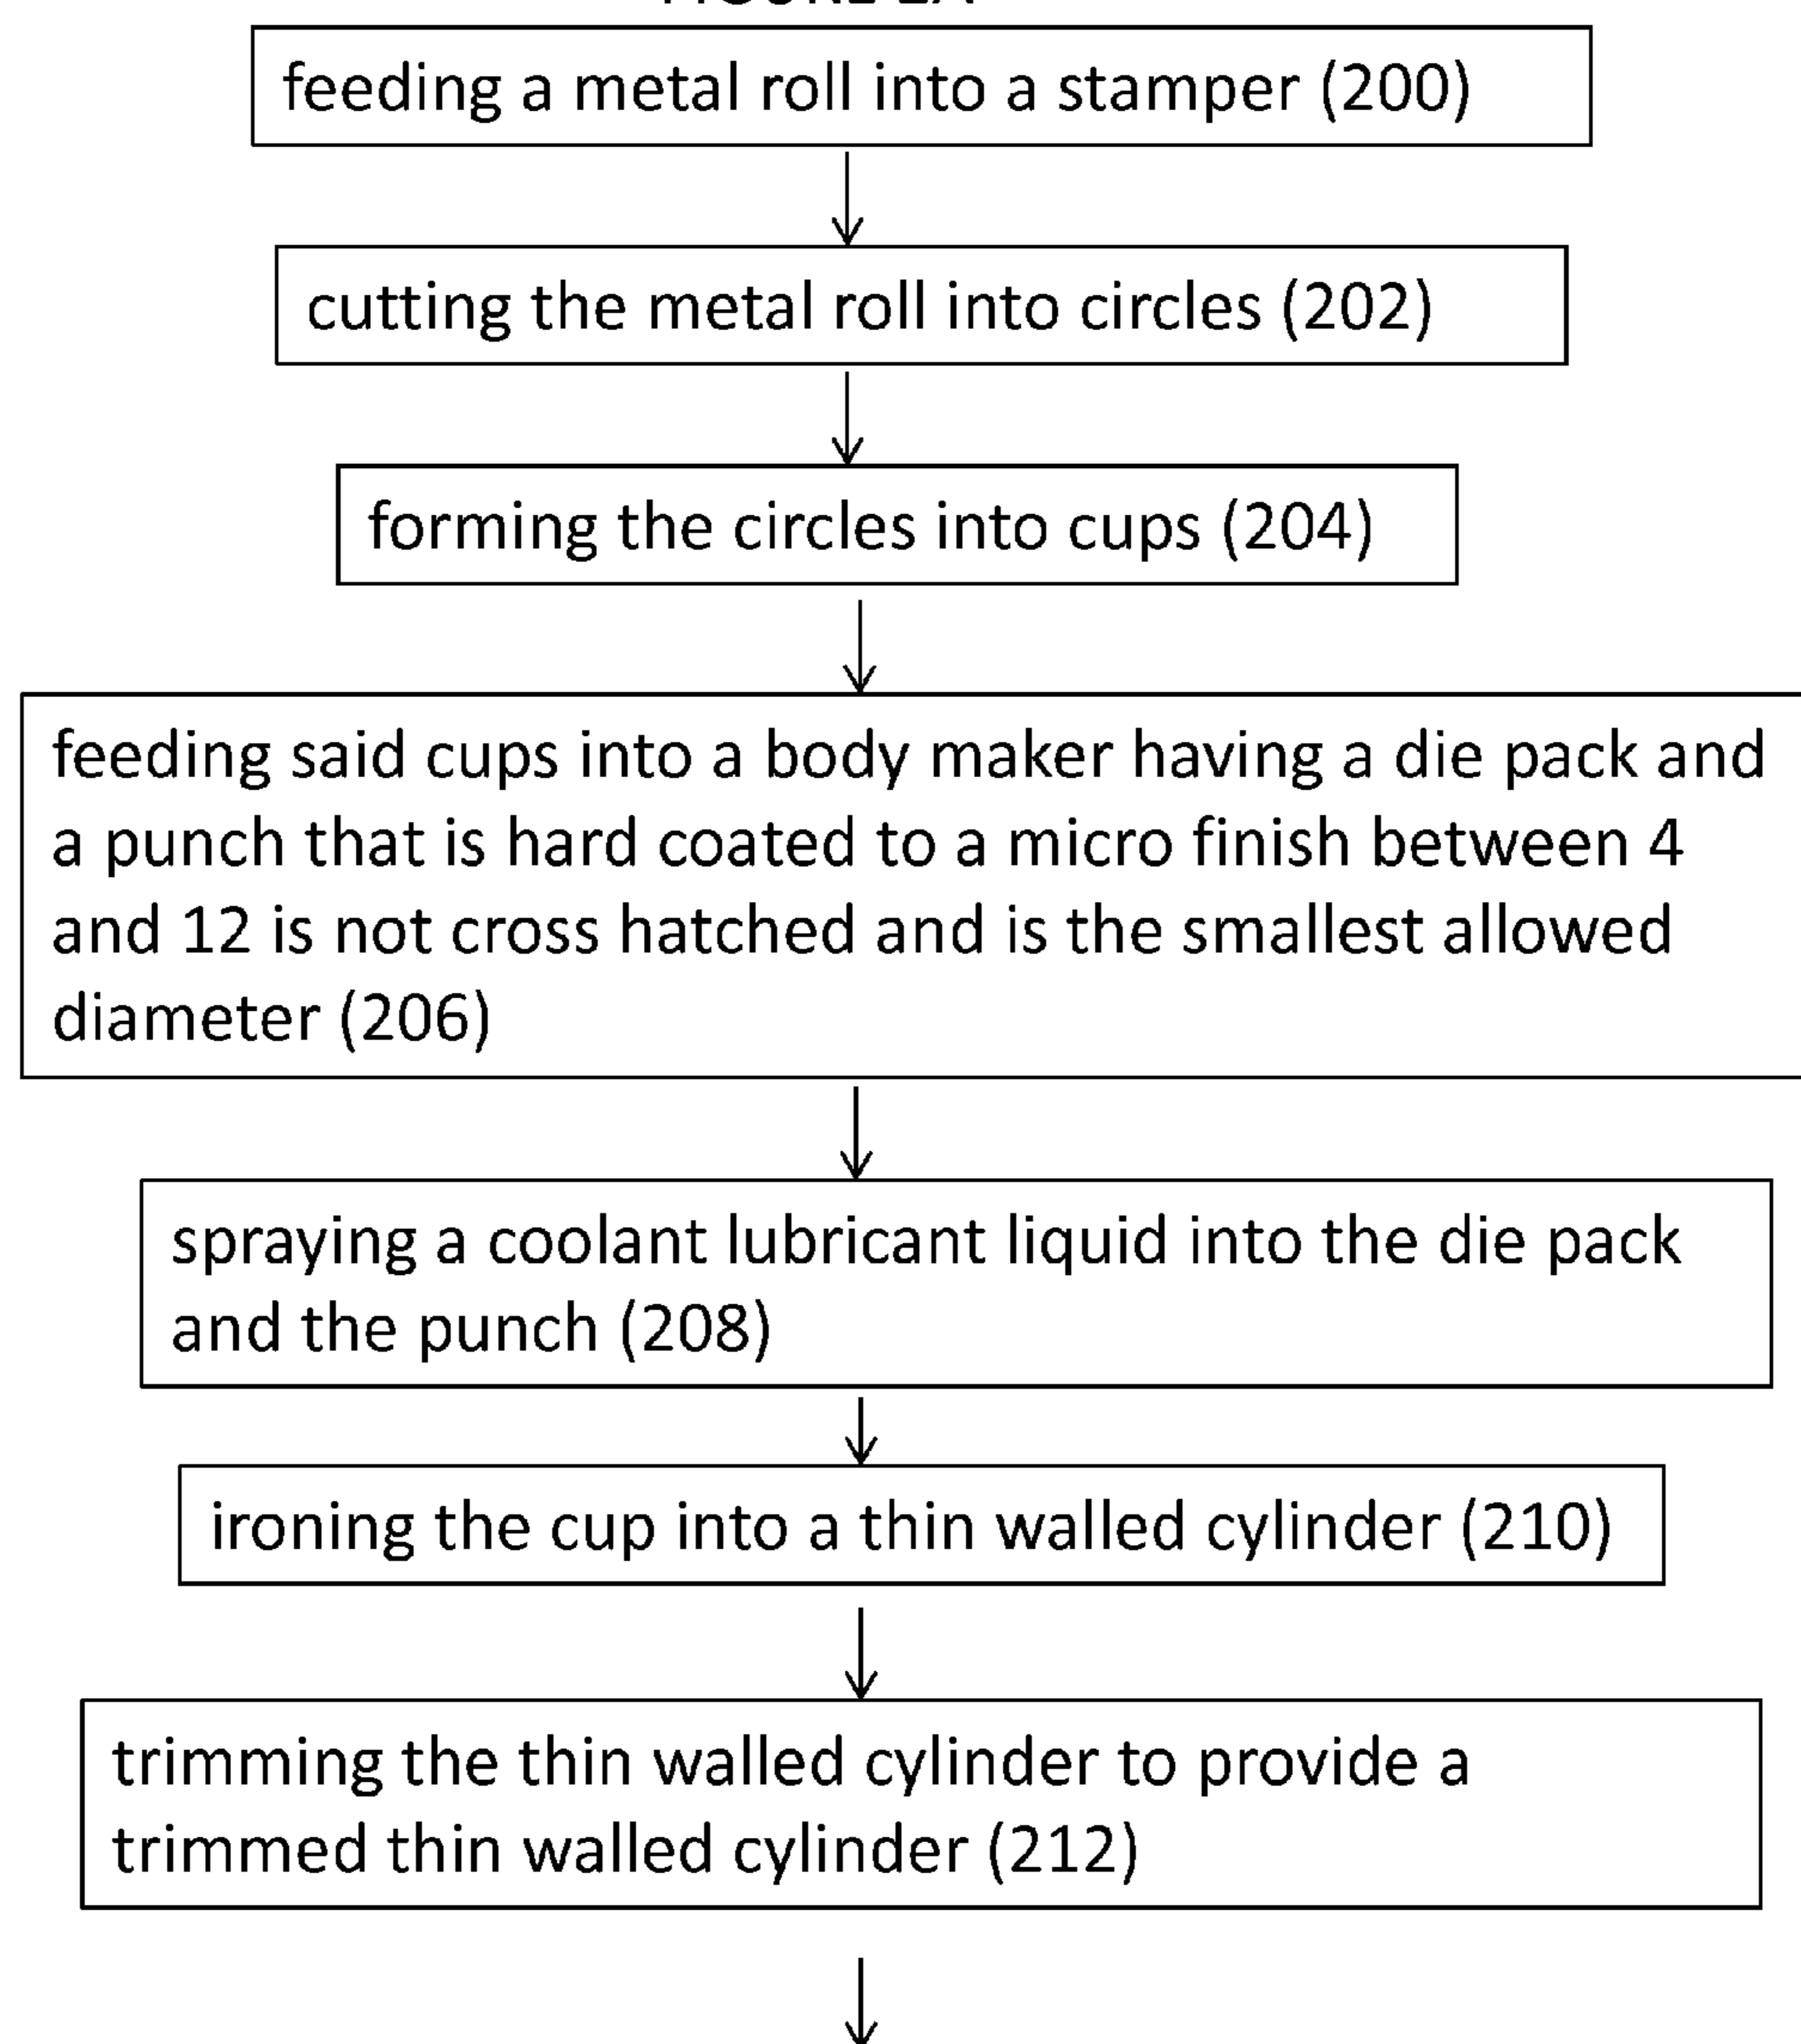 feeding a metal roll into a stamper (200)
cutting the metal roll into circles (202)
forming the circles into cups (204)
feeding said cups into a body maker having a die pack and
a punch that is hard coated to a micro finish between 4
and 12 is not cross hatched and is the smallest allowed
diameter (206)
spraying a coolant lubricant liquid into the die pack
and the punch (208)
ironing the cup into a thin walled cylinder (210)
trimming the thin walled cylinder to provide a
trimmed thin walled cylinder (212)